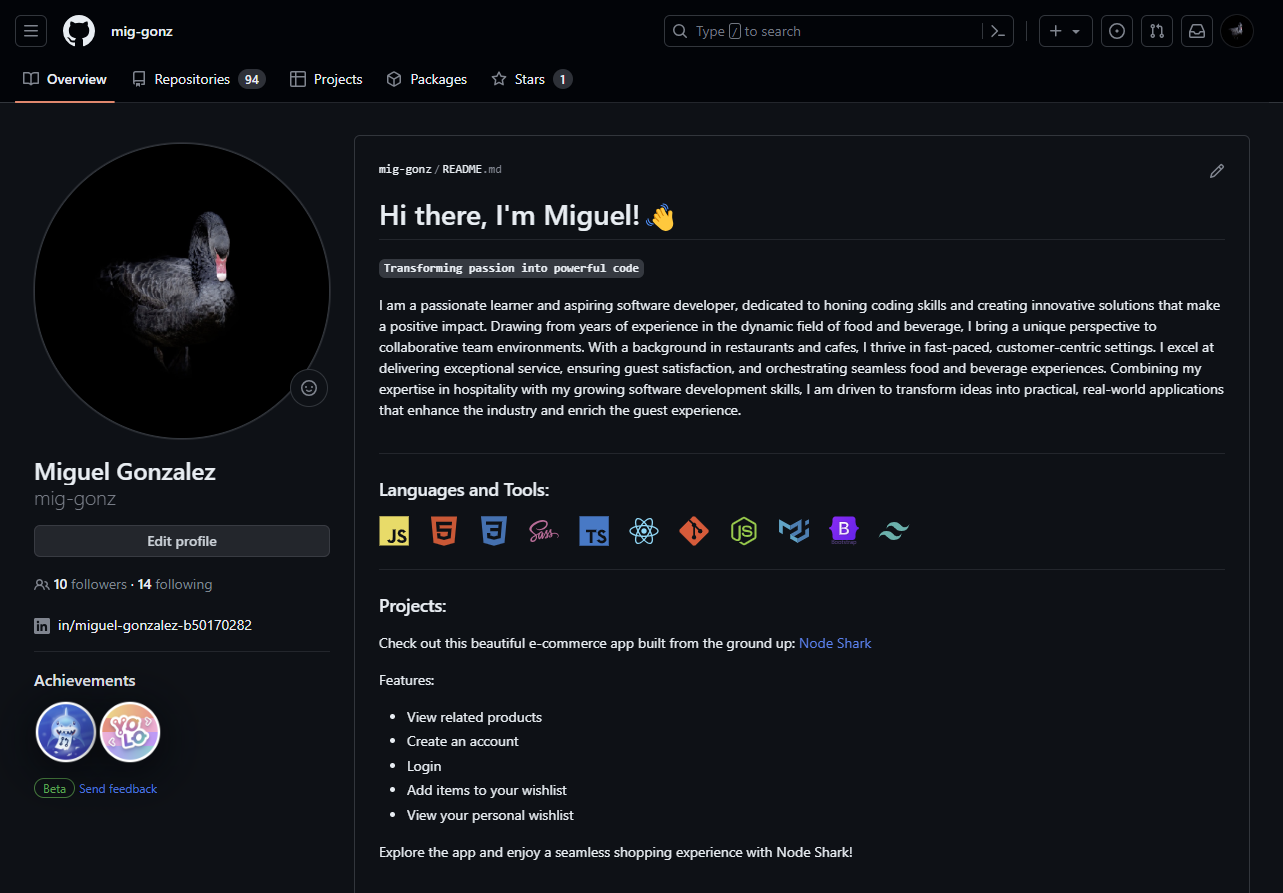 mig-gonz
Type / to search
Overview Repositories 94 Projects Packages Stars 1
mig-gonz/README.md
Hi there, I'm Miguel! 👋
Transforming passion into powerful code
I am a passionate learner and aspiring software developer, dedicated to honing coding skills and creating innovative solutions that make
a positive impact. Drawing from years of experience in the dynamic field of food and beverage, I bring a unique perspective to
collaborative team environments. With a background in restaurants and cafes, I thrive in fast-paced, customer-centric settings. I excel at
delivering exceptional service, ensuring guest satisfaction, and orchestrating seamless food and beverage experiences. Combining my
expertise in hospitality with my growing software development skills, I am driven to transform ideas into practical, real-world applications
that enhance the industry and enrich the guest experience.
Miguel Gonzalez
mig-gonz
Edit profile
10 followers · 14 following
in/miguel-gonzalez-b50170282
Achievements
YOLO
Beta Send feedback
Languages and Tools:
JS 5 3 Sass TS JS B Bootstrap
Projects:
Check out this beautiful e-commerce app built from the ground up: Node Shark
Features:
• View related products
• Create an account
• Login
• Add items to your wishlist
• View your personal wishlist
Explore the app and enjoy a seamless shopping experience with Node Shark!